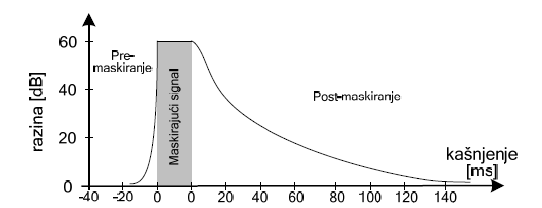 60
40
20
0
razina [dB]
Pre-
maskiranje
Maskirajući signal
Post-maskiranje
kašnjenje
[ms]
-40 -20 0 0 20 40 60 80 100 120 140